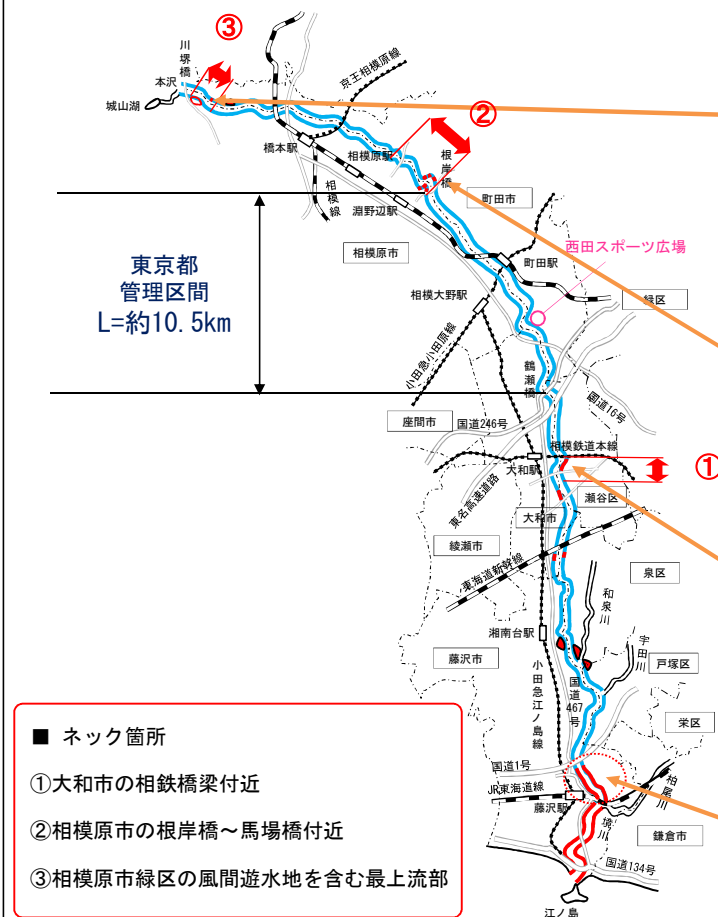 ③
川堺橋
本沢
城山湖
京王相模原線
②
橋本駅
相模原駅
根岸橋
相模線
淵野辺駅
町田市
相模原市
東京都
管理区間
L=約10.5km
西田スポーツ広場
町田駅
相模大野駅
緑区
小田急小田原線
鶴瀬橋
国道16号
座間市
国道246号
相模鉄道本線
大和駅
①
東名高速道路
瀬谷区
大和市
綾瀬市
東海道新幹線
泉区
和泉川
湘南台駅
宇田川
藤沢市
戸塚区
小田急江ノ島線
国道467号
栄区
国道1号
柏尾川
JR東海道線
藤沢駅
境川
鎌倉市
国道134号
江ノ島
■ ネック箇所
①大和市の相鉄橋梁付近
②相模原市の根岸橋～馬場橋付近
③相模原市緑区の風間遊水地を含む最上流部